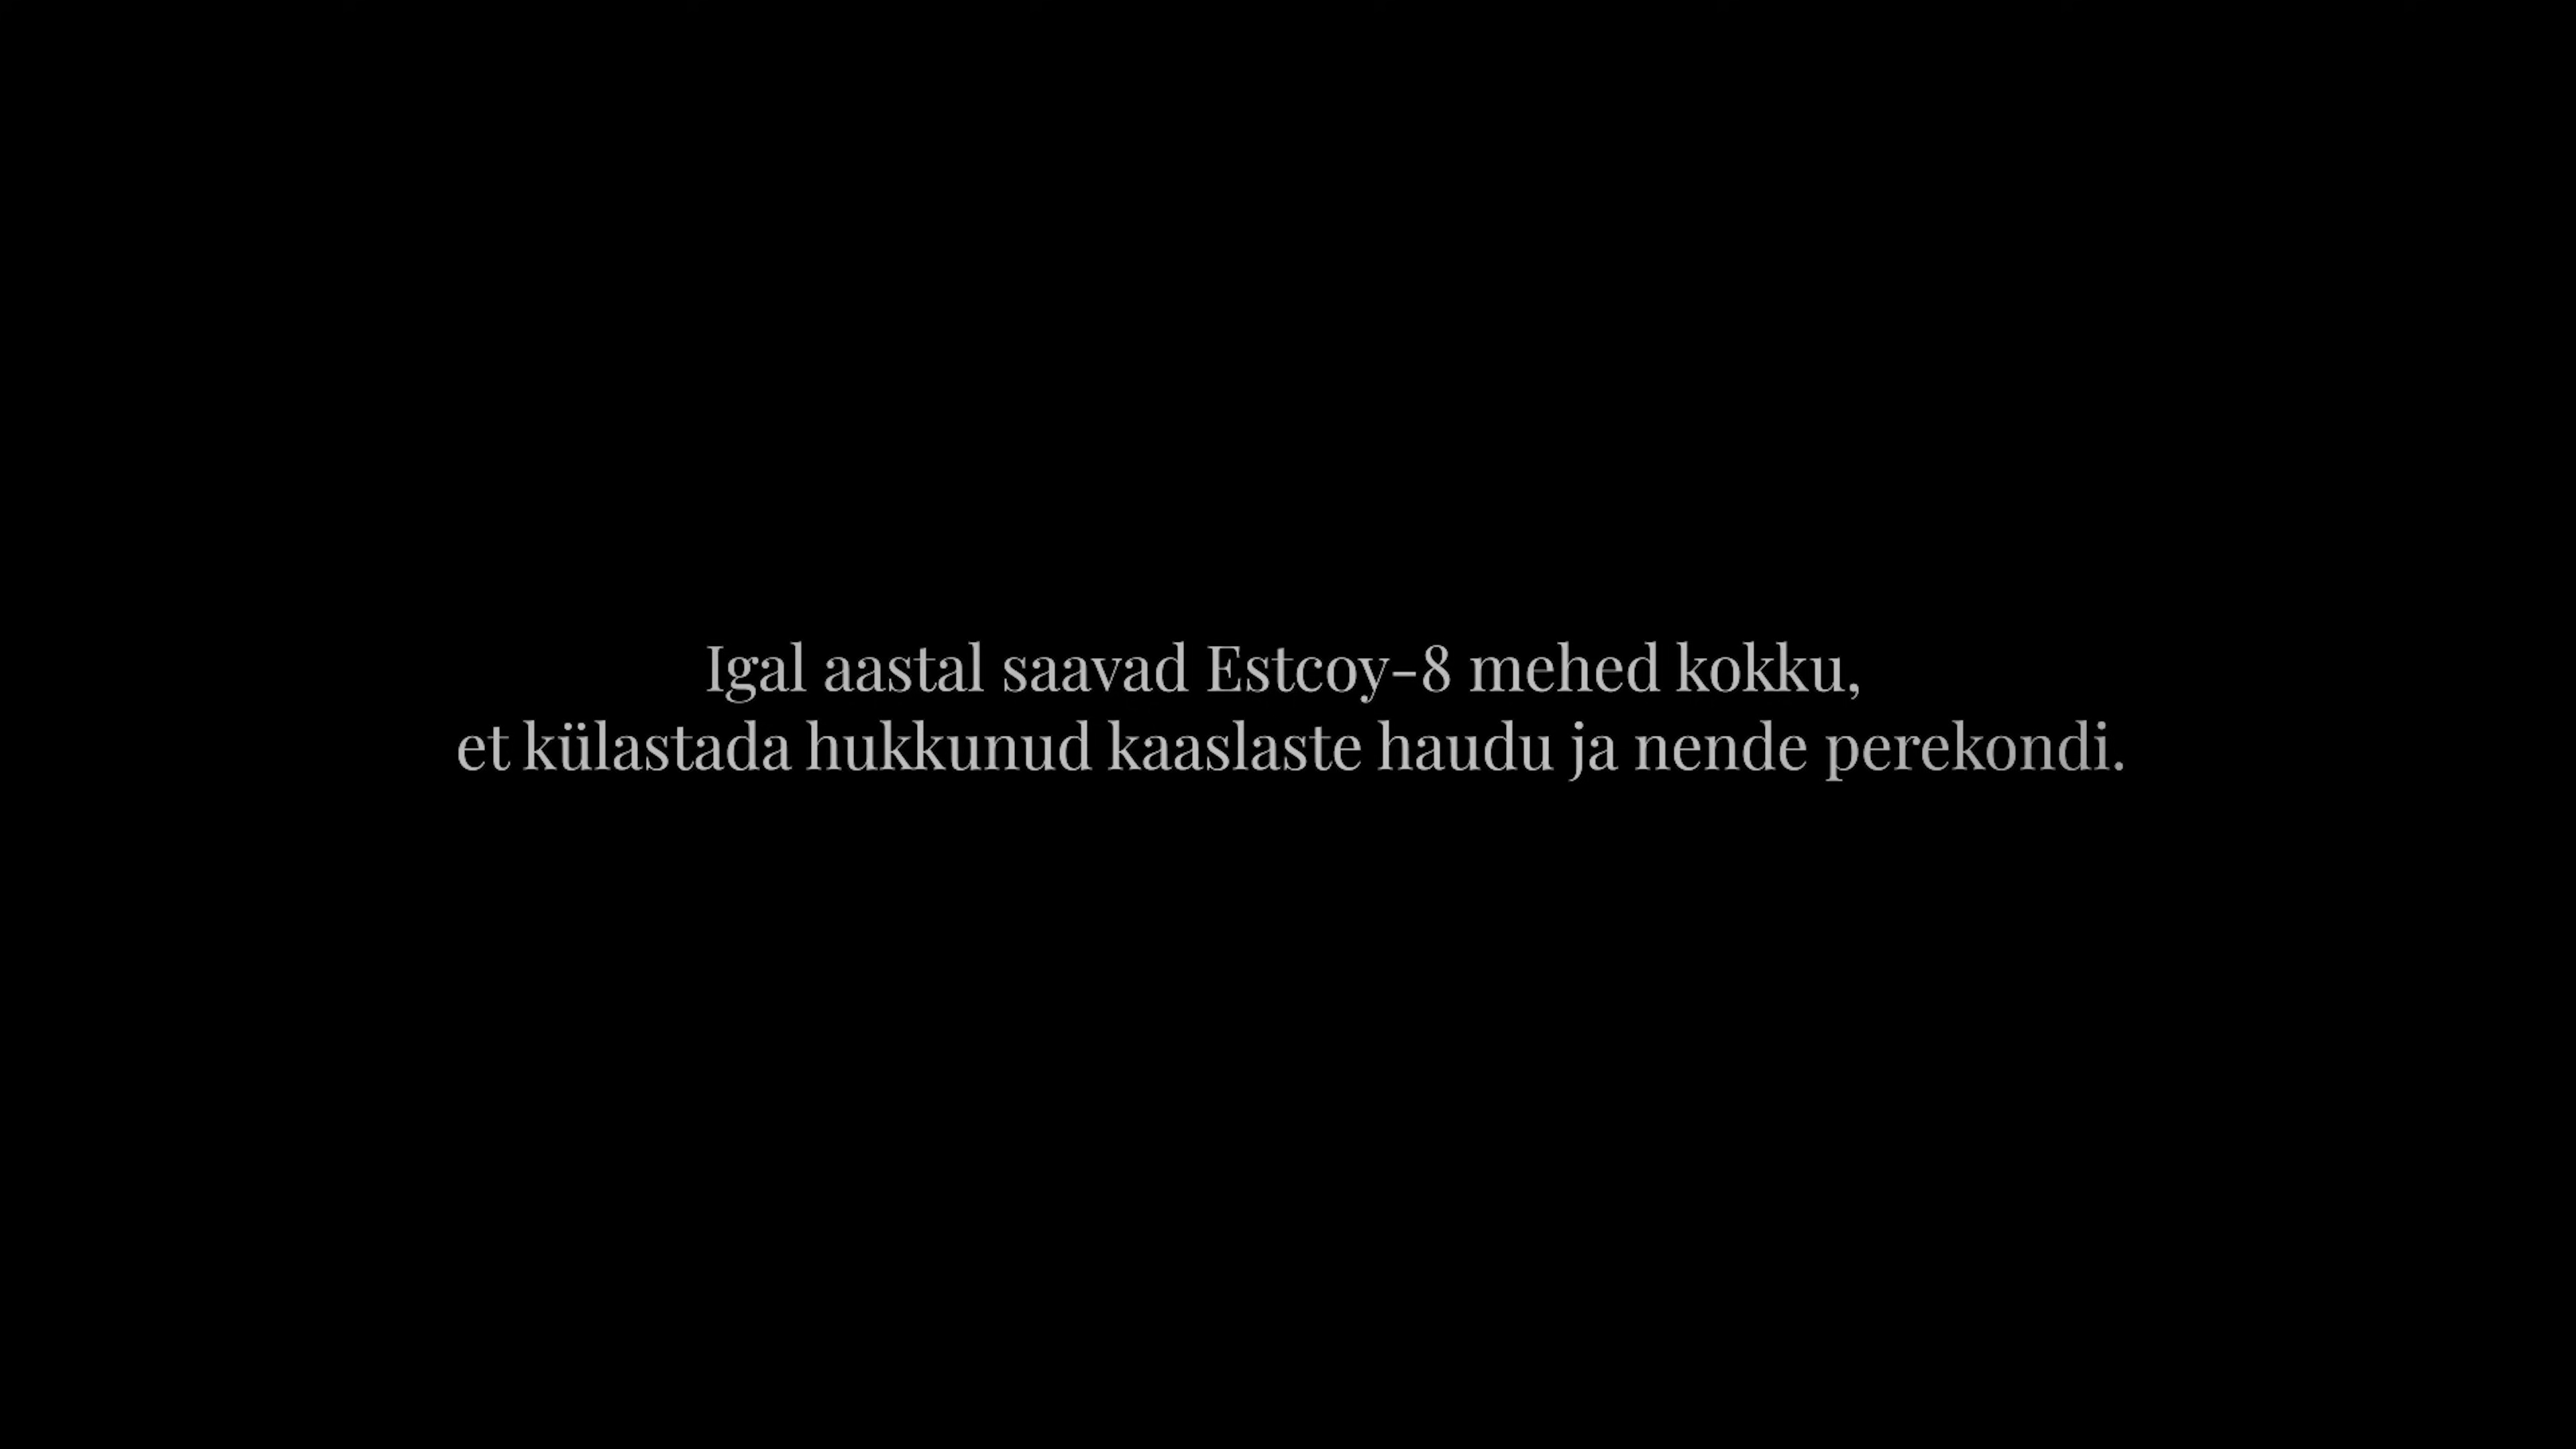 Igal aastal saavad Estcoy-8 mehed kokku,
et külastada hukkunud kaaslaste haudu ja nende perekondi.